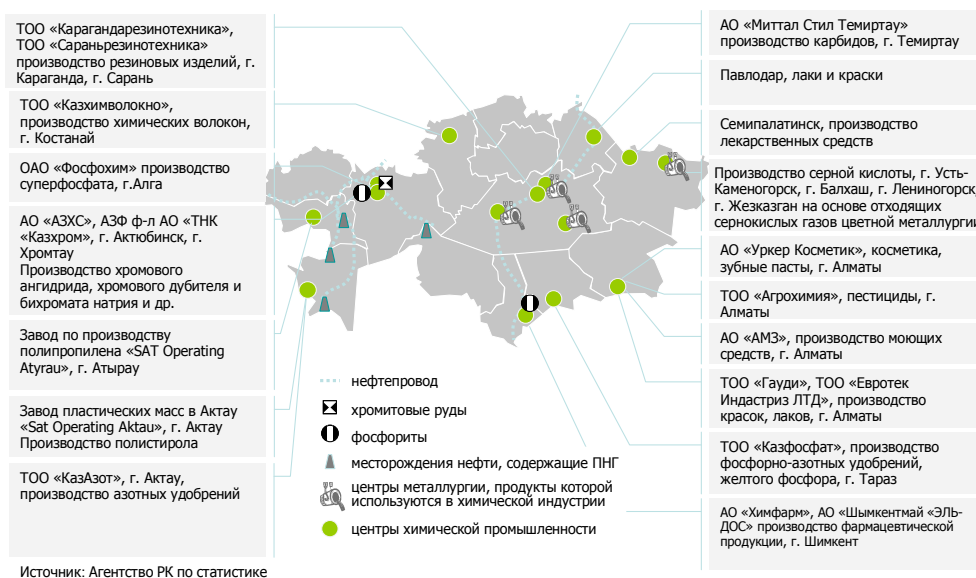 ТОО «Карагандарезинотехника»,
ТОО «Сараньрезинотехника»
производство резиновых изделий, г.
Караганда, г. Сарань
ТОО «Казхимволокно»,
производство химических волокон,
г. Костанай
ОАО «Фосфохим» производство
суперфосфата, г.Алга
АО «АЗХС», АЗФ ф-л АО «ТНК
«Казхром», г. Актюбинск, г.
Хромтау
Производство хромового
ангидрида, хромового дубителя и
бихромата натрия и др.
Завод по производству
полипропилена «SAT Operating
Atyrau», г. Атырау
Завод пластических масс в Актау
«Sat Operating Aktau», г. Актау
Производство полистирола
ТОО «КазАзот», г. Актау,
производство азотных удобрений
Источник: Агентство РК по статистике
нефтепровод
хромитовые руды
фосфориты
месторождения нефти, содержащие ПНГ
центры металлургии, продукты которой
используются в химической индустрии
центры химической промышленности
АО «Миттал Стил Темиртау»
производство карбидов, г. Темиртау
Павлодар, лаки и краски
Семипалатинск, производство
лекарственных средств
Производство серной кислоты, г. Усть-
Каменогорск, г. Балхаш, г. Лениногорск
г. Жезказган на основе отходящих
сернокислых газов цветной металлургии
АО «Уркер Косметик», косметика,
зубные пасты, г. Алматы
ТОО «Агрохимия», пестициды, г.
Алматы
АО «АМЗ», производство моющих
средств, г. Алматы
ТОО «Гауди», ТОО «Евротек
Индастриз ЛТД», производство
красок, лаков, г. Алматы
ТОО «Казфосфат», производство
фосфорно-азотных удобрений,
желтого фосфора, г. Тараз
АО «Химфарм», АО «Шымкентмай «ЭЛЬ-
ДОС» производство фармацевтической
продукции, г. Шимкент